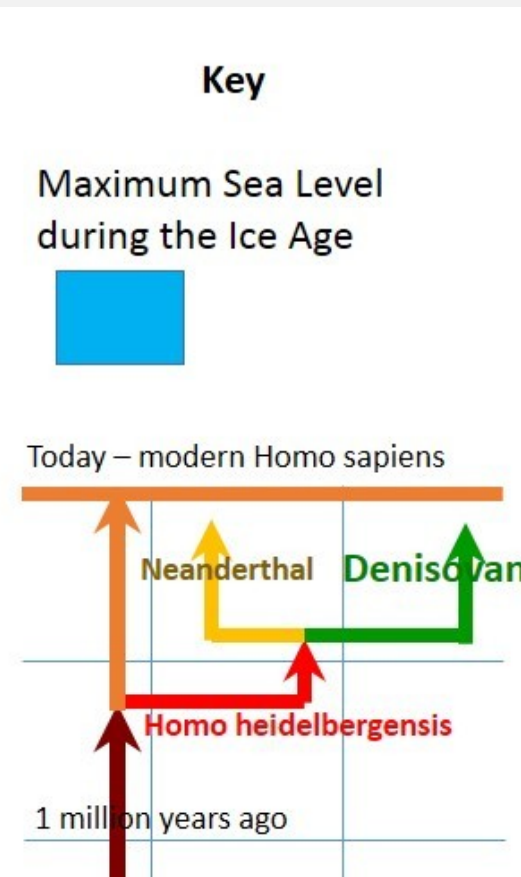 Key
Maximum Sea Level
during the Ice Age
Today – modern Homo sapiens
Neanderthal
Denisovan
Homo heidelbergensis
1 million years ago